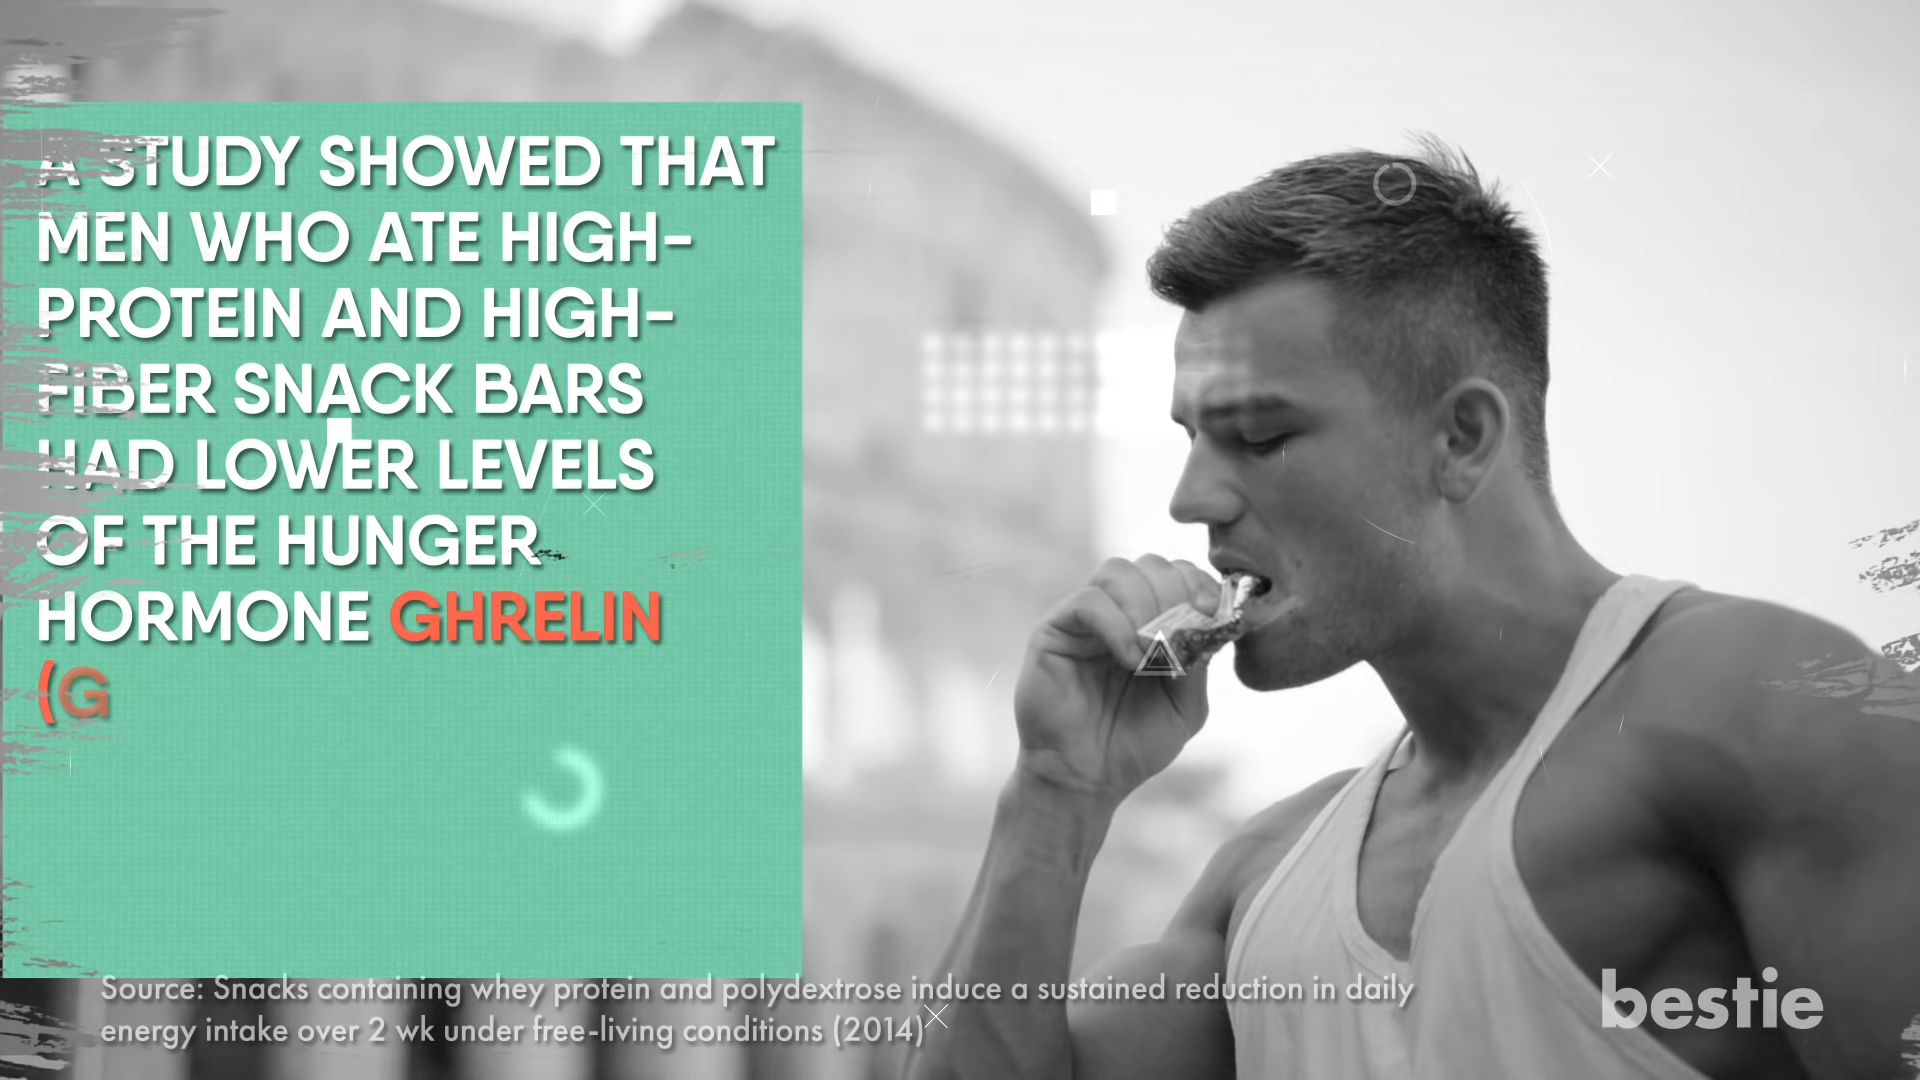 A STUDY SHOWED THAT
MEN WHO ATE HIGH-
PROTEIN AND HIGH-
FIBER SNACK BARS
HAD LOWER LEVELS
OF THE HUNGER
HORMONE GHRELIN
(G
Source: Snacks containing whey protein and polydextrose induce a sustained reduction in daily
energy intake over 2 wk under free-living conditions (2014)
bestie